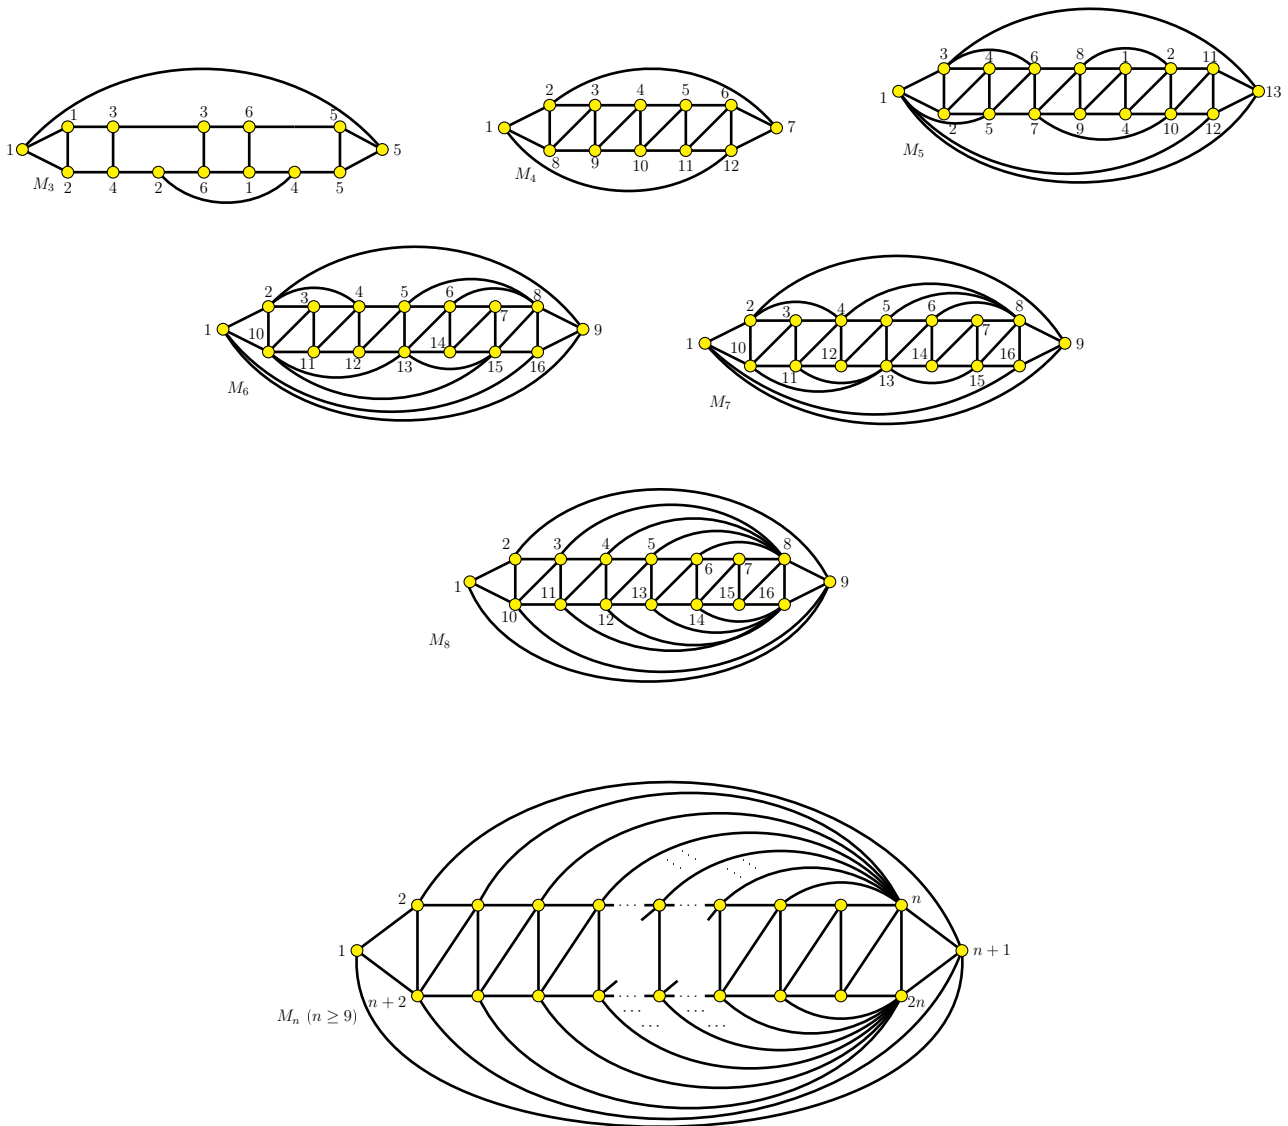 1 3 3 6 5
1 5
M₃ 2 4 2 6 1 4 5
2 3 4 5 6
1 7
8 9 10 11 12
M₄
3 4 6 8 1 2 11
1 13
2 5 7 9 4 10 12
M₅
2 3 4 5 6 7 8
1 9
10 11 12 13 14 15 16
M₆
2 3 4 5 6 7 8
1 9
10 11 12 13 14 15 16
M₇
2 3 4 5 6 7 8
1 9
10 11 12 13 14 15 16
M₈
2 ··· ··· n
1 n + 1
n + 2 ··· ··· 2n
Mₙ (n ≥ 9)